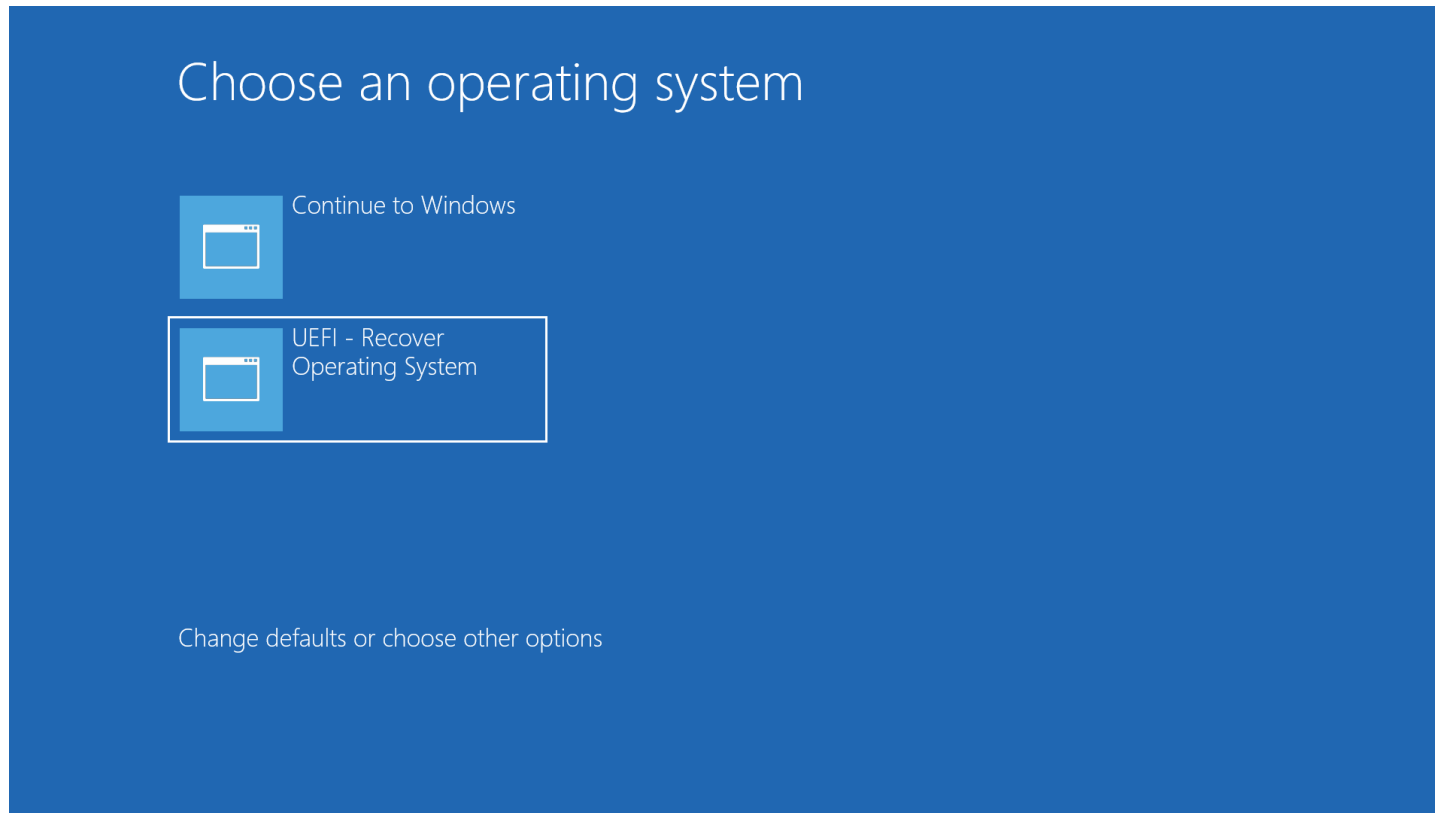 Choose an operating system
Continue to Windows
UEFI - Recover
Operating System
Change defaults or choose other options